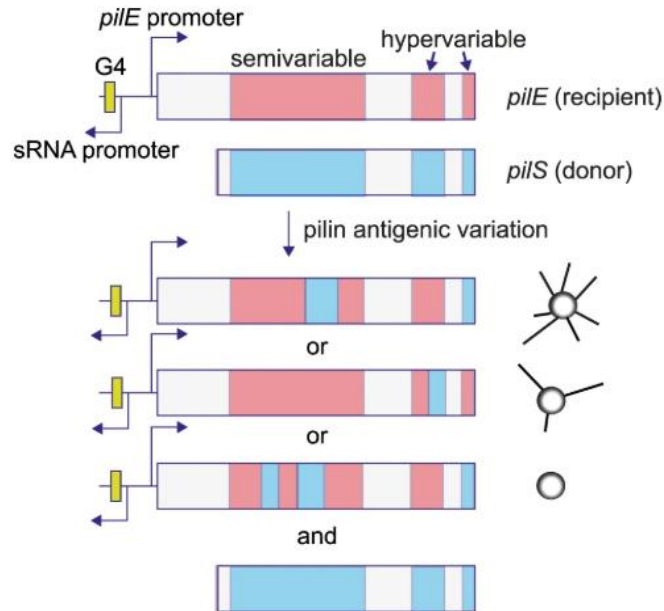 pilE promoter
hypervariable
G4
semivariable
pilE (recipient)
sRNA promoter
pilS (donor)
pilin antigenic variation
or
or
and